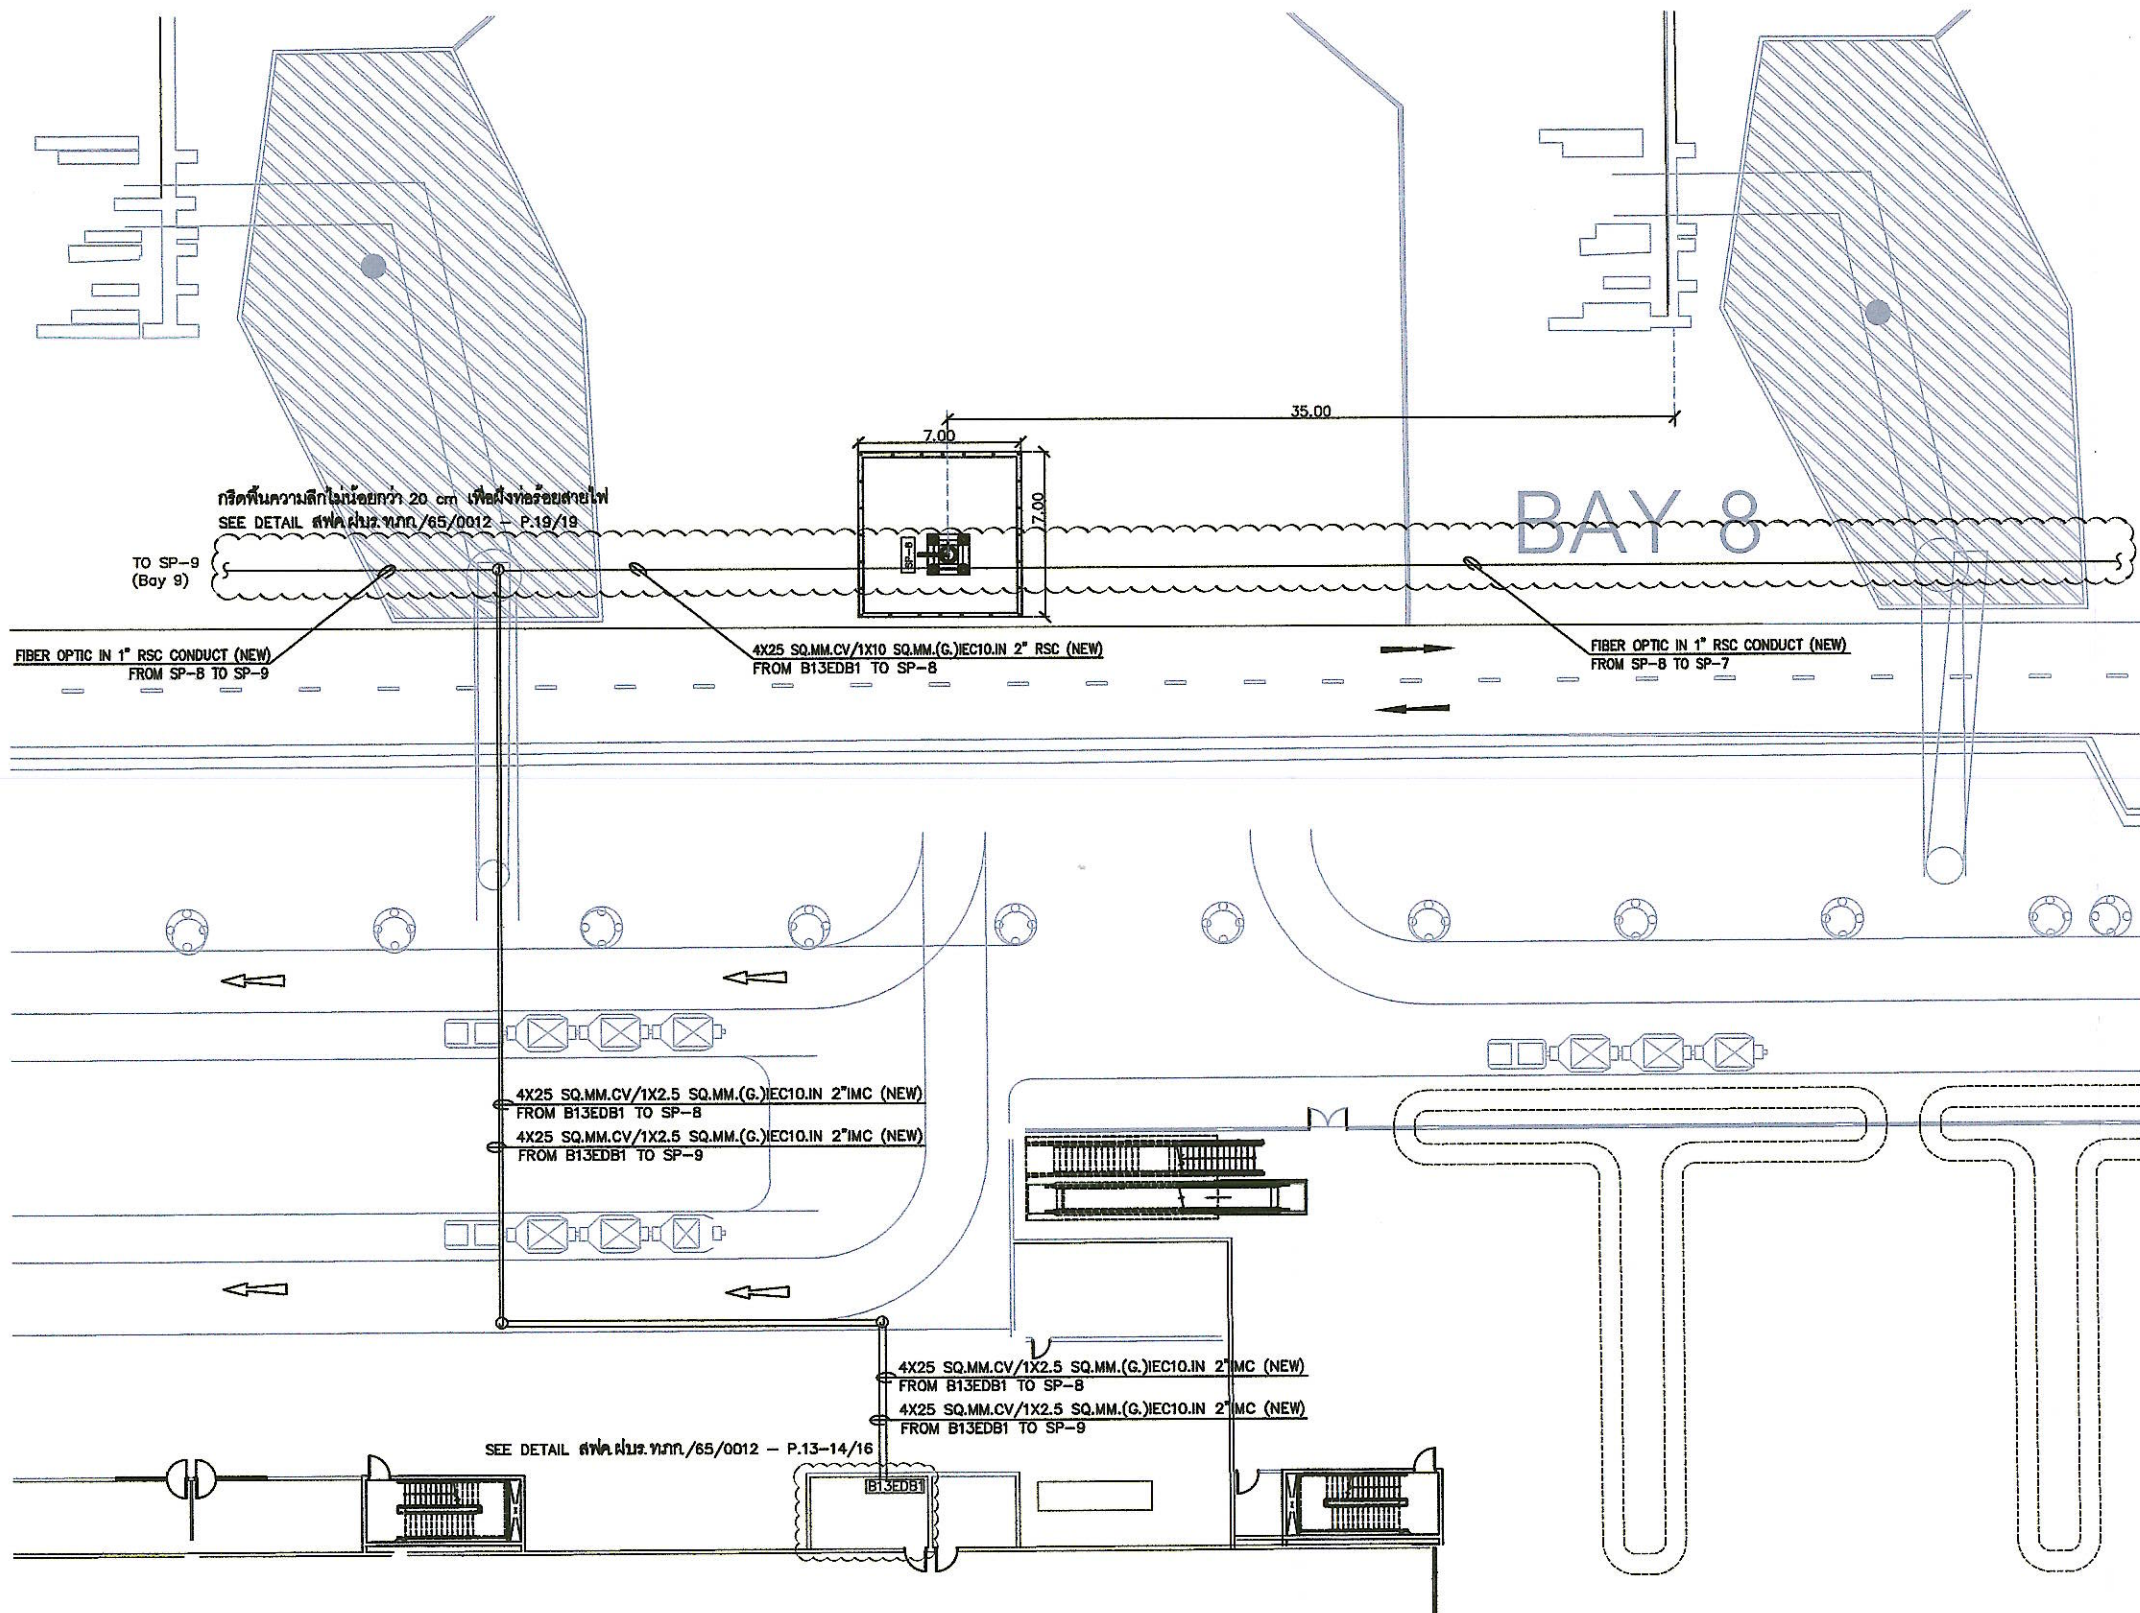 35.00
7.00
7.00
กรีดพื้นความลึกไม่น้อยกว่า 20 cm เพื่อฝังท่อร้อยสายไฟ
SEE DETAIL สฟค.ฝบร.ทภก./65/0012 – P.19/19
BAY 8
SP-8
TO SP-9
(Bay 9)
FIBER OPTIC IN 1" RSC CONDUCT (NEW)
FROM SP-8 TO SP-9
4X25 SQ.MM.CV/1X10 SQ.MM.(G.)IEC10.IN 2" RSC (NEW)
FROM B13EDB1 TO SP-8
FIBER OPTIC IN 1" RSC CONDUCT (NEW)
FROM SP-8 TO SP-7
4X25 SQ.MM.CV/1X2.5 SQ.MM.(G.)IEC10.IN 2"IMC (NEW)
FROM B13EDB1 TO SP-8
4X25 SQ.MM.CV/1X2.5 SQ.MM.(G.)IEC10.IN 2"IMC (NEW)
FROM B13EDB1 TO SP-9
4X25 SQ.MM.CV/1X2.5 SQ.MM.(G.)IEC10.IN 2"IMC (NEW)
FROM B13EDB1 TO SP-8
4X25 SQ.MM.CV/1X2.5 SQ.MM.(G.)IEC10.IN 2"IMC (NEW)
FROM B13EDB1 TO SP-9
SEE DETAIL สฟค.ฝบร.ทภก./65/0012 – P.13-14/16
B13EDB1